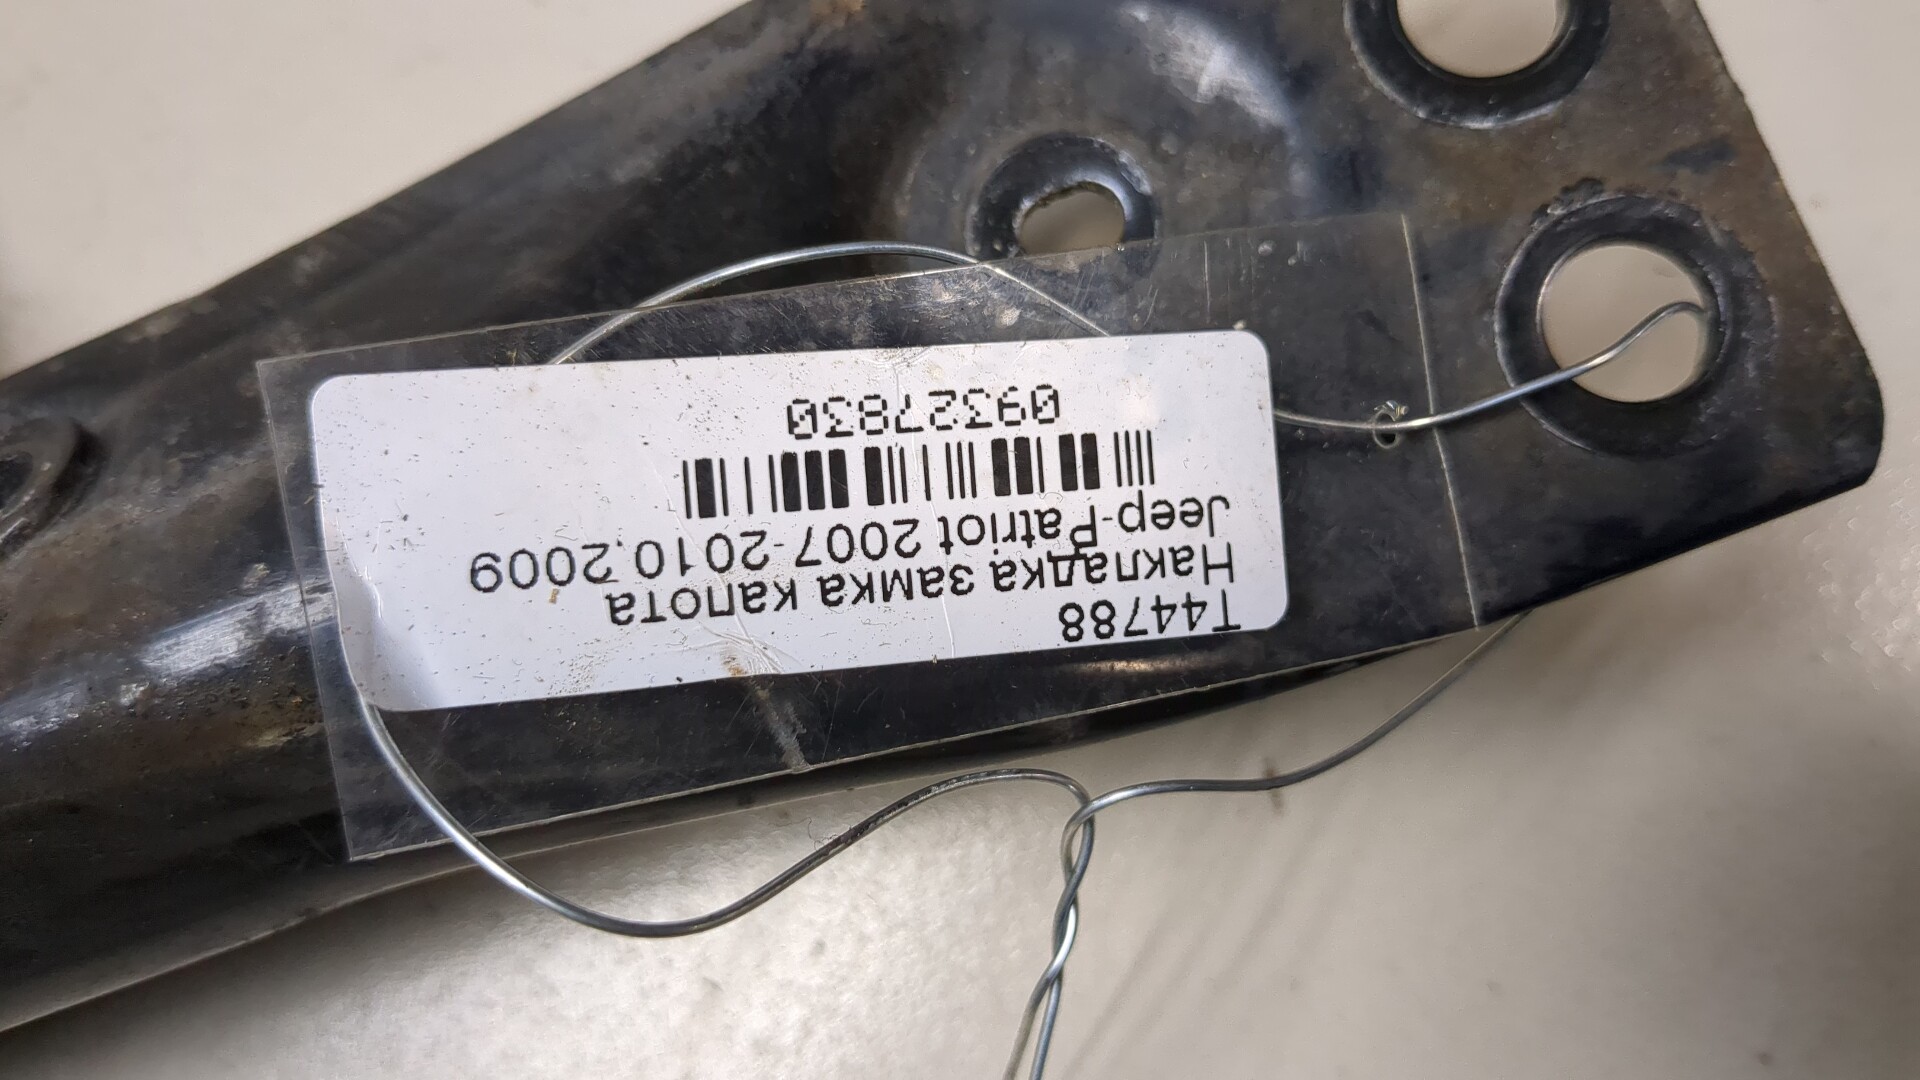 T44788
Накладка замка капота
Jeep-Patriot 2007-2010.2009
09327830